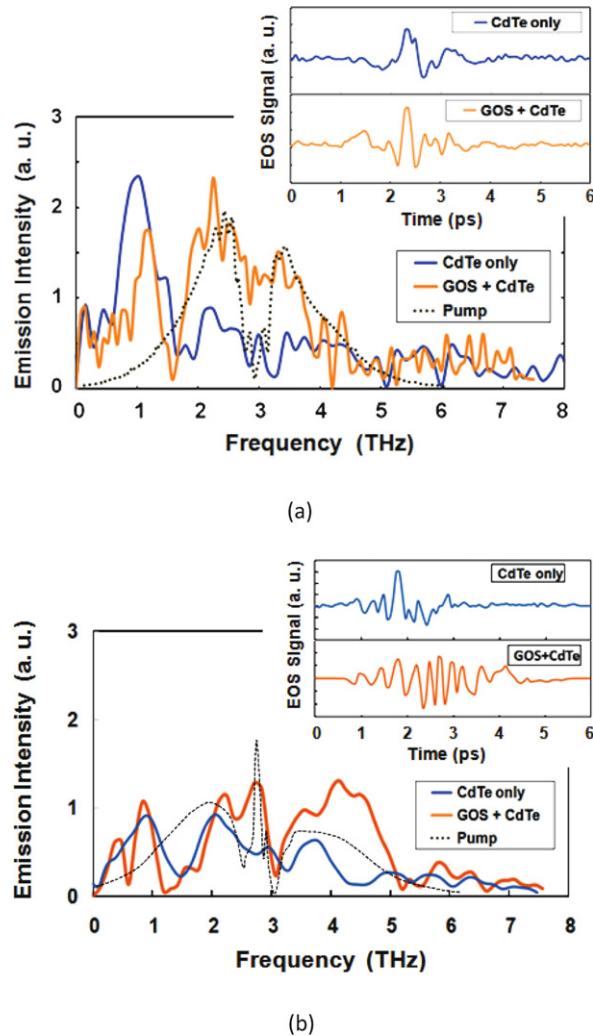 CdTe only
GOS + CdTe
EOS Signal (a. u.)
0 1 2 3 4 5 6
Time (ps)
3
2
1
0
Emission Intensity (a. u.)
CdTe only
GOS + CdTe
Pump
0 1 2 3 4 5 6 7 8
Frequency (THz)
(a)
CdTe only
GOS+CdTe
EOS Signal (a. u.)
0 1 2 3 4 5 6
Time (ps)
3
2
1
0
Emission Intensity (a. u.)
CdTe only
GOS + CdTe
Pump
0 1 2 3 4 5 6 7 8
Frequency (THz)
(b)